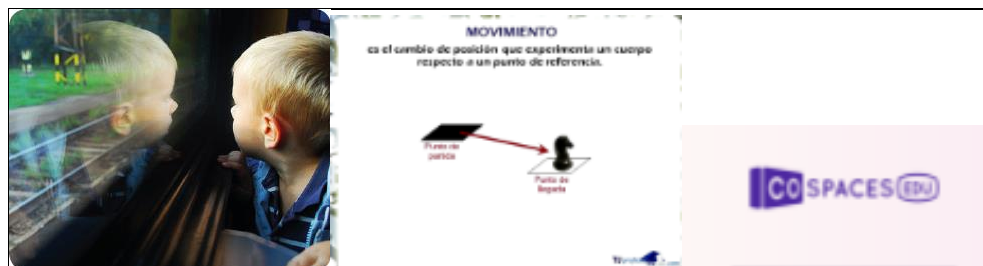 MOVIMIENTO
es el cambio de posición que experimenta un cuerpo
respecto a un punto de referencia.
Punto de
partida
Punto de
llegada
CO SPACES EDU